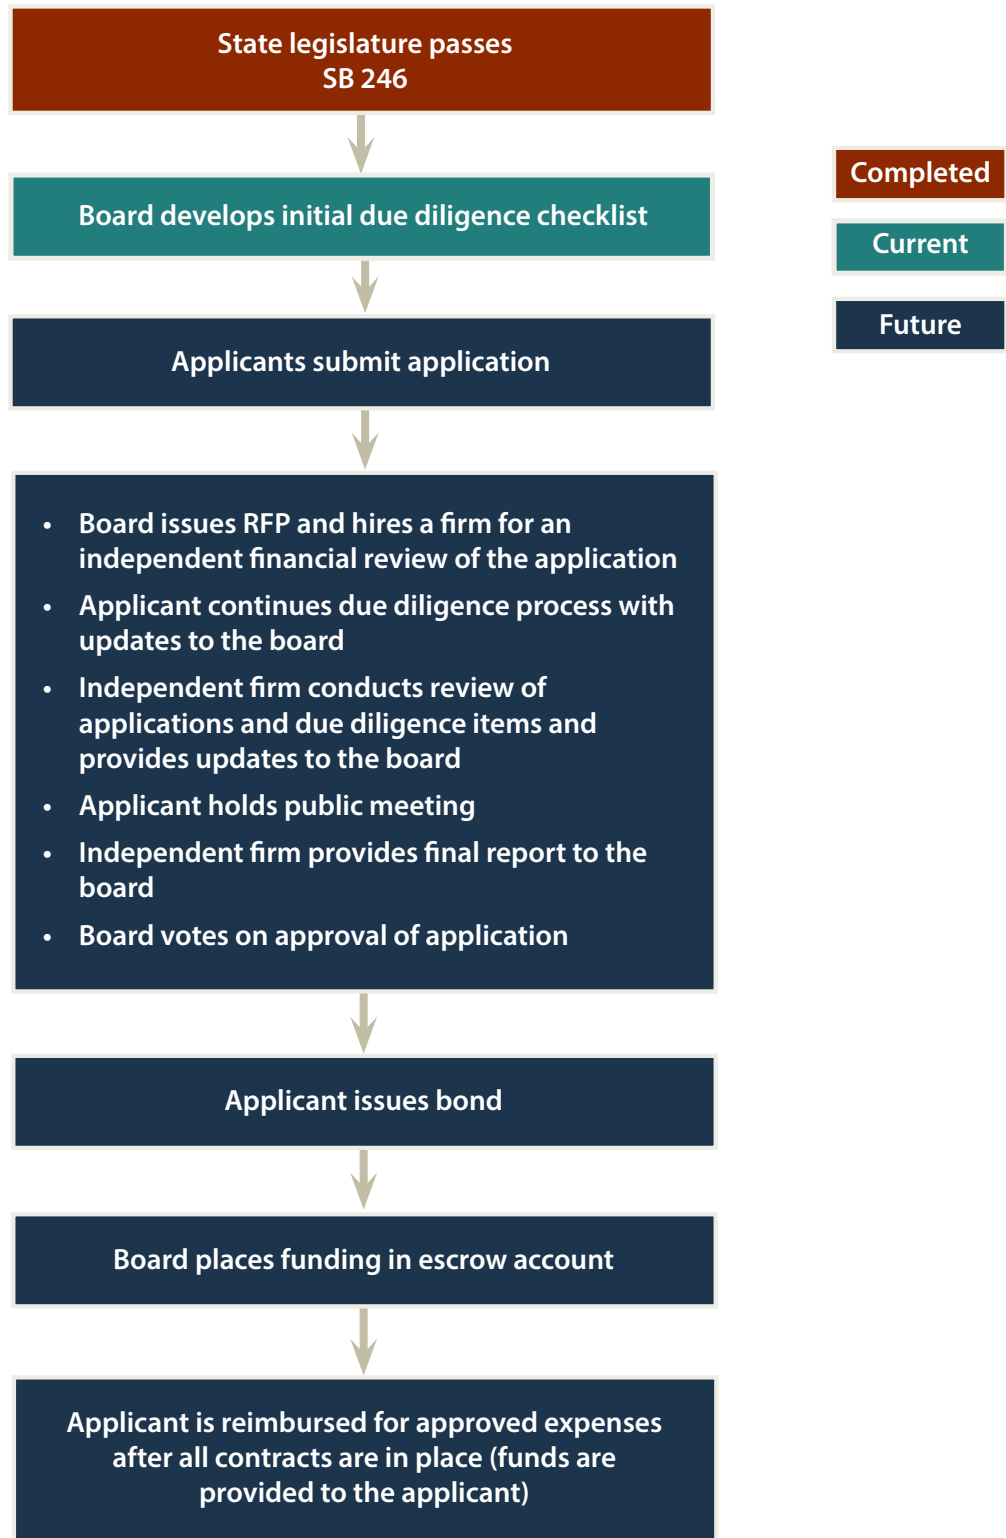 State legislature passes
SB 246
Completed
Board develops initial due diligence checklist
Current
Future
Applicants submit application
• Board issues RFP and hires a firm for an
independent financial review of the application
• Applicant continues due diligence process with
updates to the board
• Independent firm conducts review of
applications and due diligence items and
provides updates to the board
• Applicant holds public meeting
• Independent firm provides final report to the
board
• Board votes on approval of application
Applicant issues bond
Board places funding in escrow account
Applicant is reimbursed for approved expenses
after all contracts are in place (funds are
provided to the applicant)